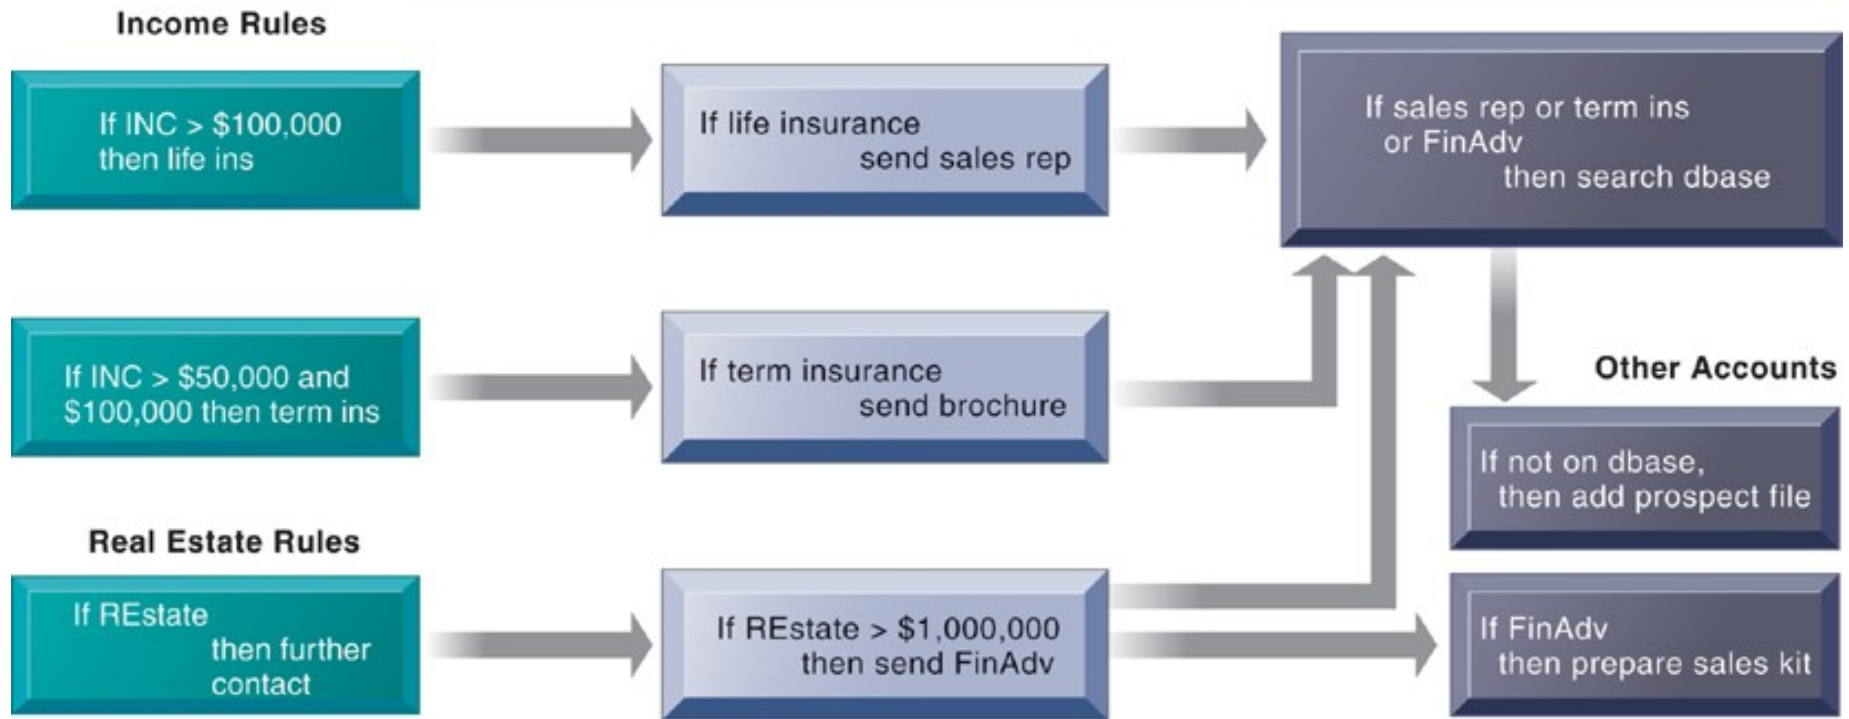 Income Rules
If INC > $100,000
then life ins
If life insurance
send sales rep
If sales rep or term ins
or FinAdv
then search dbase
If INC > $50,000 and
$100,000 then term ins
If term insurance
send brochure
Other Accounts
If not on dbase,
then add prospect file
Real Estate Rules
If REstate
then further
contact
If REstate > $1,000,000
then send FinAdv
If FinAdv
then prepare sales kit